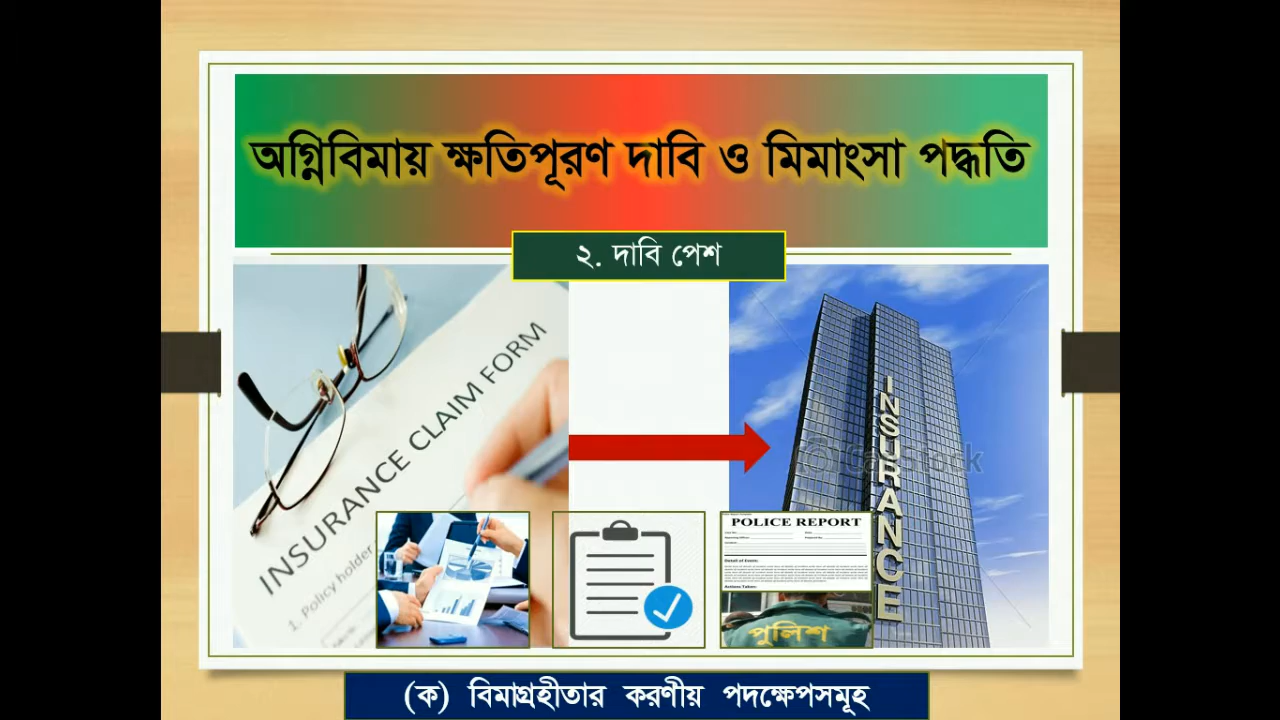 অগ্নিবিমায় ক্ষতিপূরণ দাবি ও মিমাংসা পদ্ধতি
২. দাবি পেশ
INSURANCE CLAIM FORM
1. Policy holder
INSURANCE
POLICE REPORT
পুলিশ
(ক) বিমাগ্রহীতার করণীয় পদক্ষেপসমূহ